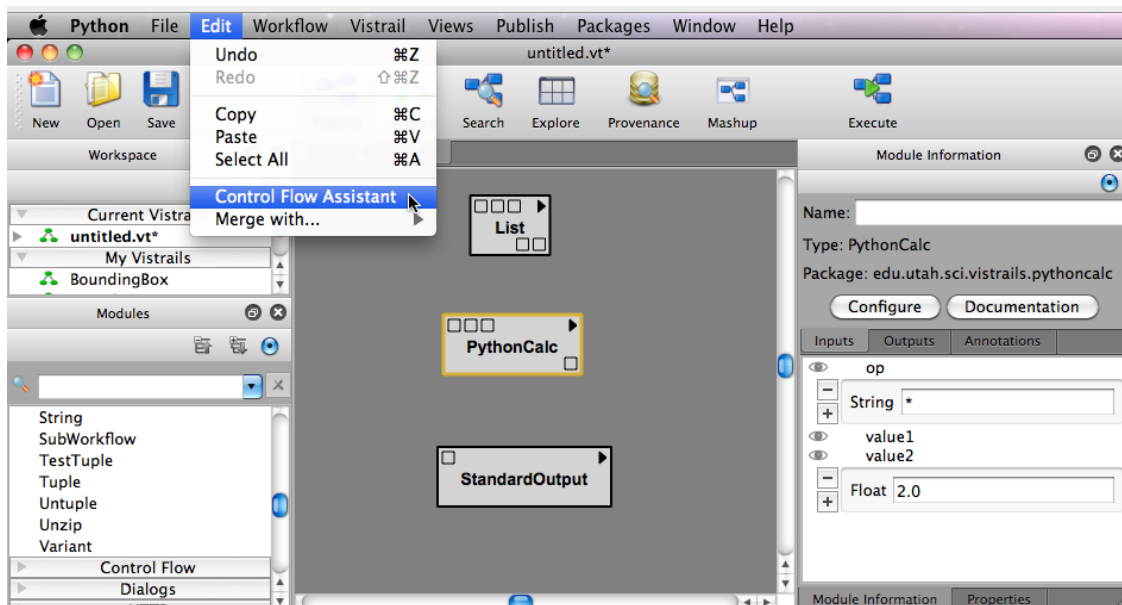 Python File Edit Workflow Vistrail Views Publish Packages Window Help
untitled.vt*
Undo ⌘Z
Redo ⇧⌘Z
Copy ⌘C
Paste ⌘V
Select All ⌘A
Control Flow Assistant
Merge with...
New Open Save Search Explore Provenance Mashup Execute
Workspace
Current Vistra
untitled.vt*
My Vistrails
BoundingBox
Modules
String
SubWorkflow
TestTuple
Tuple
Untuple
Unzip
Variant
Control Flow
Dialogs
List
PythonCalc
StandardOutput
Module Information
Name:
Type: PythonCalc
Package: edu.utah.sci.vistrails.pythoncalc
Configure Documentation
Inputs Outputs Annotations
op
String *
value1
value2
Float 2.0
Module Information Properties